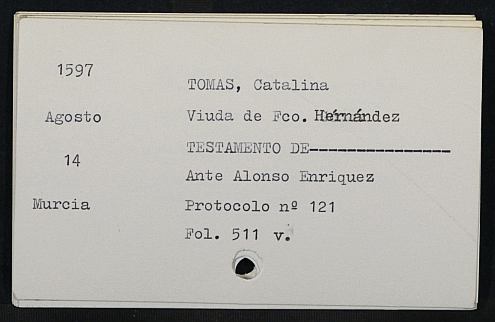 1597
TOMAS, Catalina
Agosto
Viuda de Fco. Hernández
14
TESTAMENTO DE----------------
Ante Alonso Enriquez
Murcia
Protocolo nº 121
Fol. 511 v.